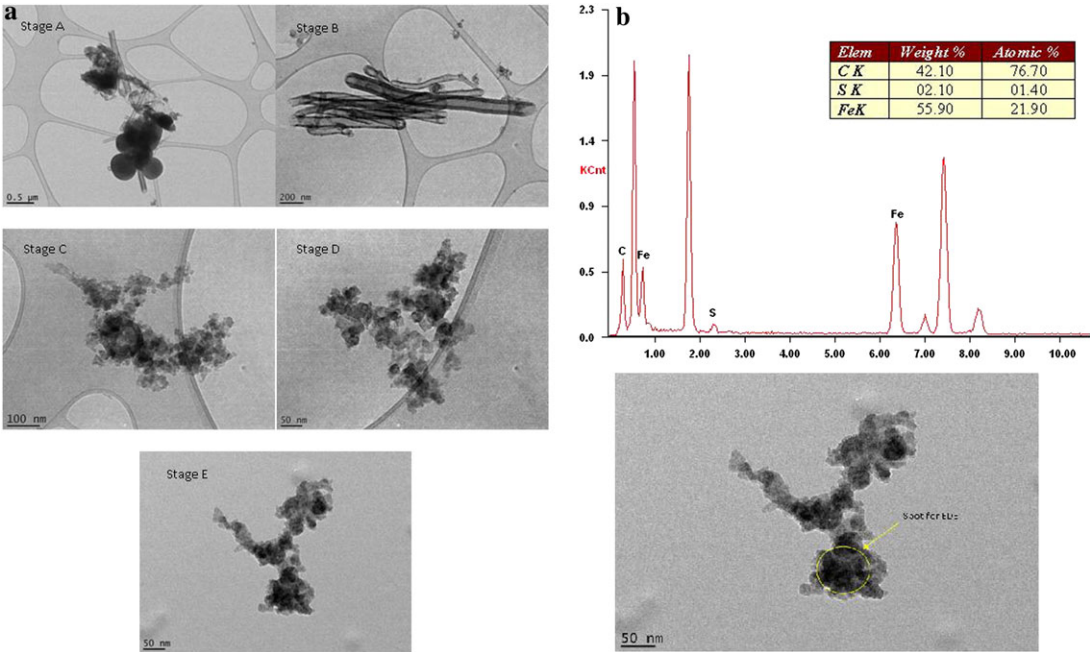 a
Stage A
0.5 µm
Stage B
200 nm
Stage C
100 nm
Stage D
50 nm
Stage E
50 nm
b
2.3
1.9
1.4
KCnt
0.9
0.5
0.0
Elem Weight % Atomic %
C K 42.10 76.70
S K 02.10 01.40
FeK 55.90 21.90
C
Fe
S
Fe
1.00 2.00 3.00 4.00 5.00 6.00 7.00 8.00 9.00 10.00
Spot for EDS
50 nm